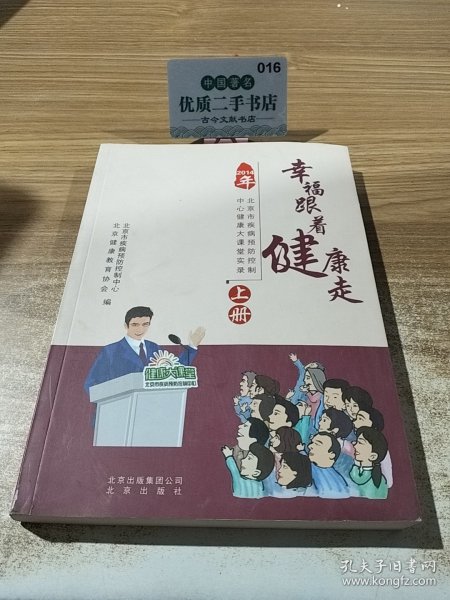 016
中国著名
优质二手书店
—古今文献书店—
幸福跟着健康走
2014年
北京市疾病预防控制
中心健康大课堂实录
上册
北京市疾病预防控制中心
北京健康教育协会 编
健康大课堂
北京市疾病预防控制中心
北京出版集团公司
北京出版社
孔夫子旧书网
www.kongfz.com